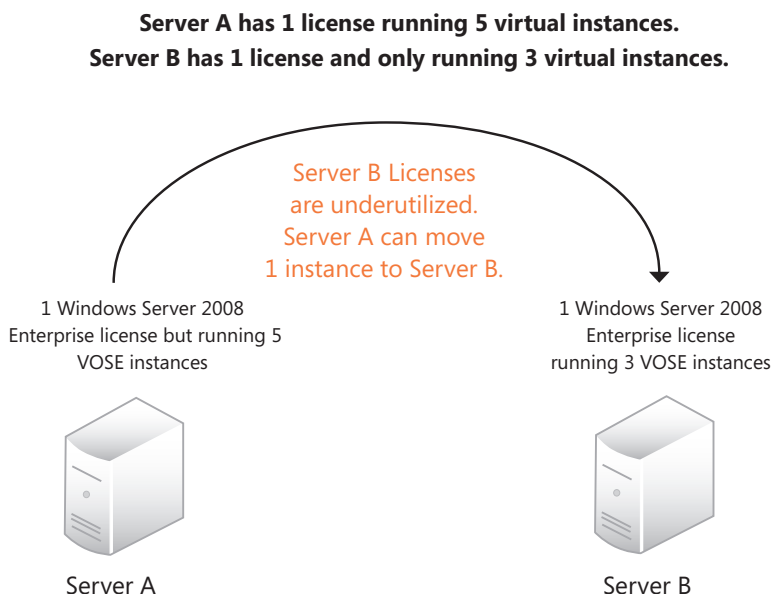 Server A has 1 license running 5 virtual instances.
Server B has 1 license and only running 3 virtual instances.
Server B Licenses
are underutilized.
Server A can move
1 instance to Server B.
1 Windows Server 2008
Enterprise license but running 5
VOSE instances
1 Windows Server 2008
Enterprise license
running 3 VOSE instances
Server A
Server B